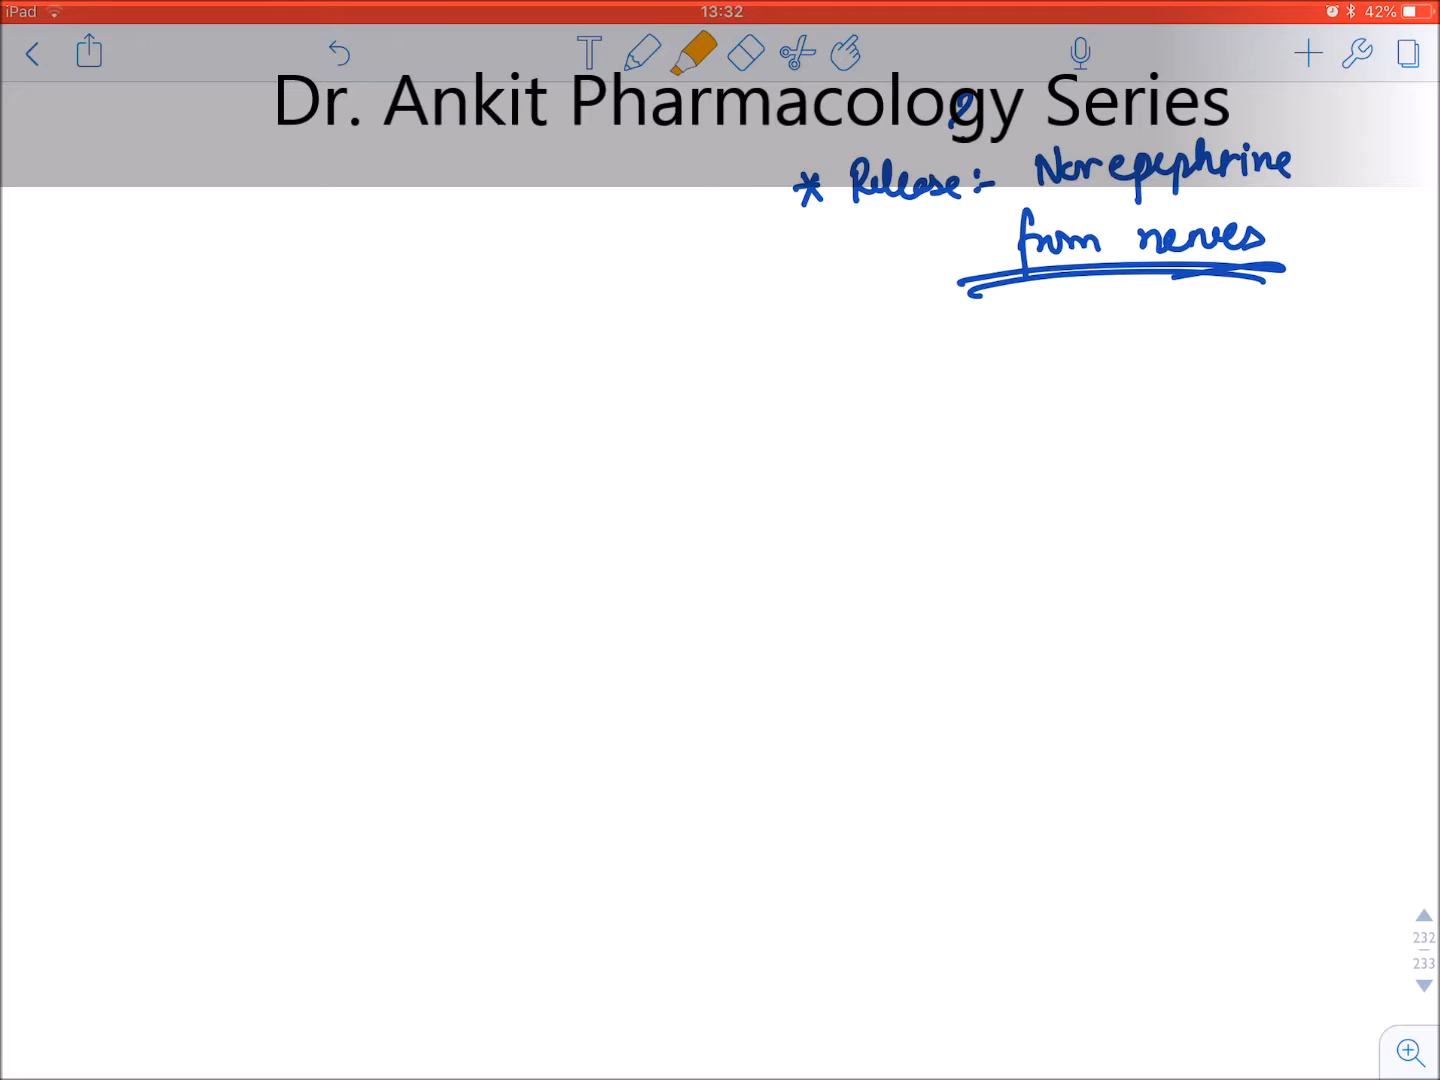 iPad 13:32 42%
T
Dr. Ankit Pharmacology Series
* Release:- Norepephrine
from nerves
232
233